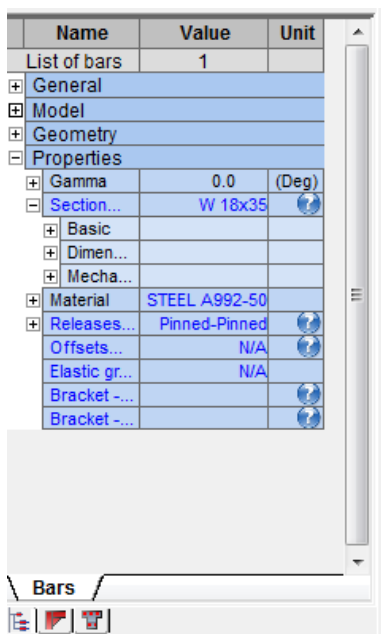 Name Value Unit
List of bars 1
General
Model
Geometry
Properties
Gamma 0.0 (Deg)
Section... W 18x35
Basic
Dimen...
Mecha...
Material STEEL A992-50
Releases... Pinned-Pinned
Offsets... N/A
Elastic gr... N/A
Bracket -...
Bracket -...
Bars